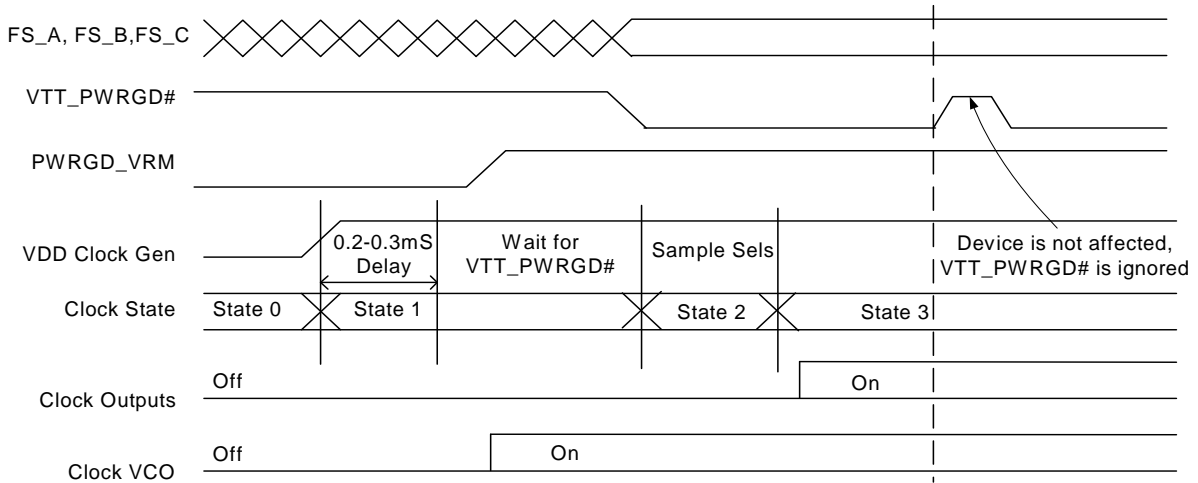 FS_A, FS_B,FS_C
VTT_PWRGD#
PWRGD_VRM
VDD Clock Gen
0.2-0.3mS
Delay
Wait for
VTT_PWRGD#
Sample Sels
Device is not affected,
VTT_PWRGD# is ignored
Clock State
State 0
State 1
State 2
State 3
Clock Outputs
Off
On
Clock VCO
Off
On